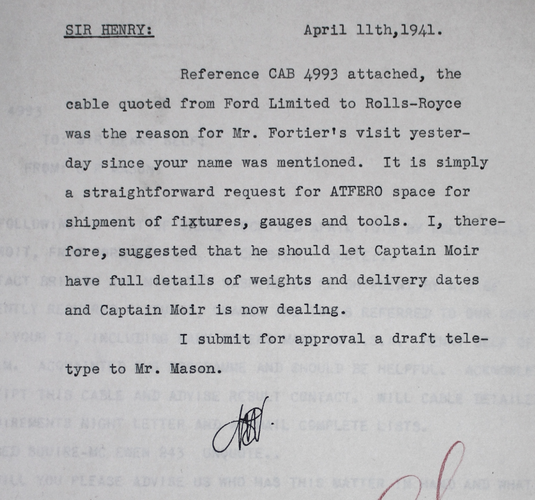 SIR HENRY: April 11th,1941.
Reference CAB 4993 attached, the
cable quoted from Ford Limited to Rolls-Royce
was the reason for Mr. Fortier's visit yester-
day since your name was mentioned. It is simply
a straightforward request for ATFERO space for
shipment of fixtures, gauges and tools. I, there-
fore, suggested that he should let Captain Moir
have full details of weights and delivery dates
and Captain Moir is now dealing.
I submit for approval a draft tele-
type to Mr. Mason.